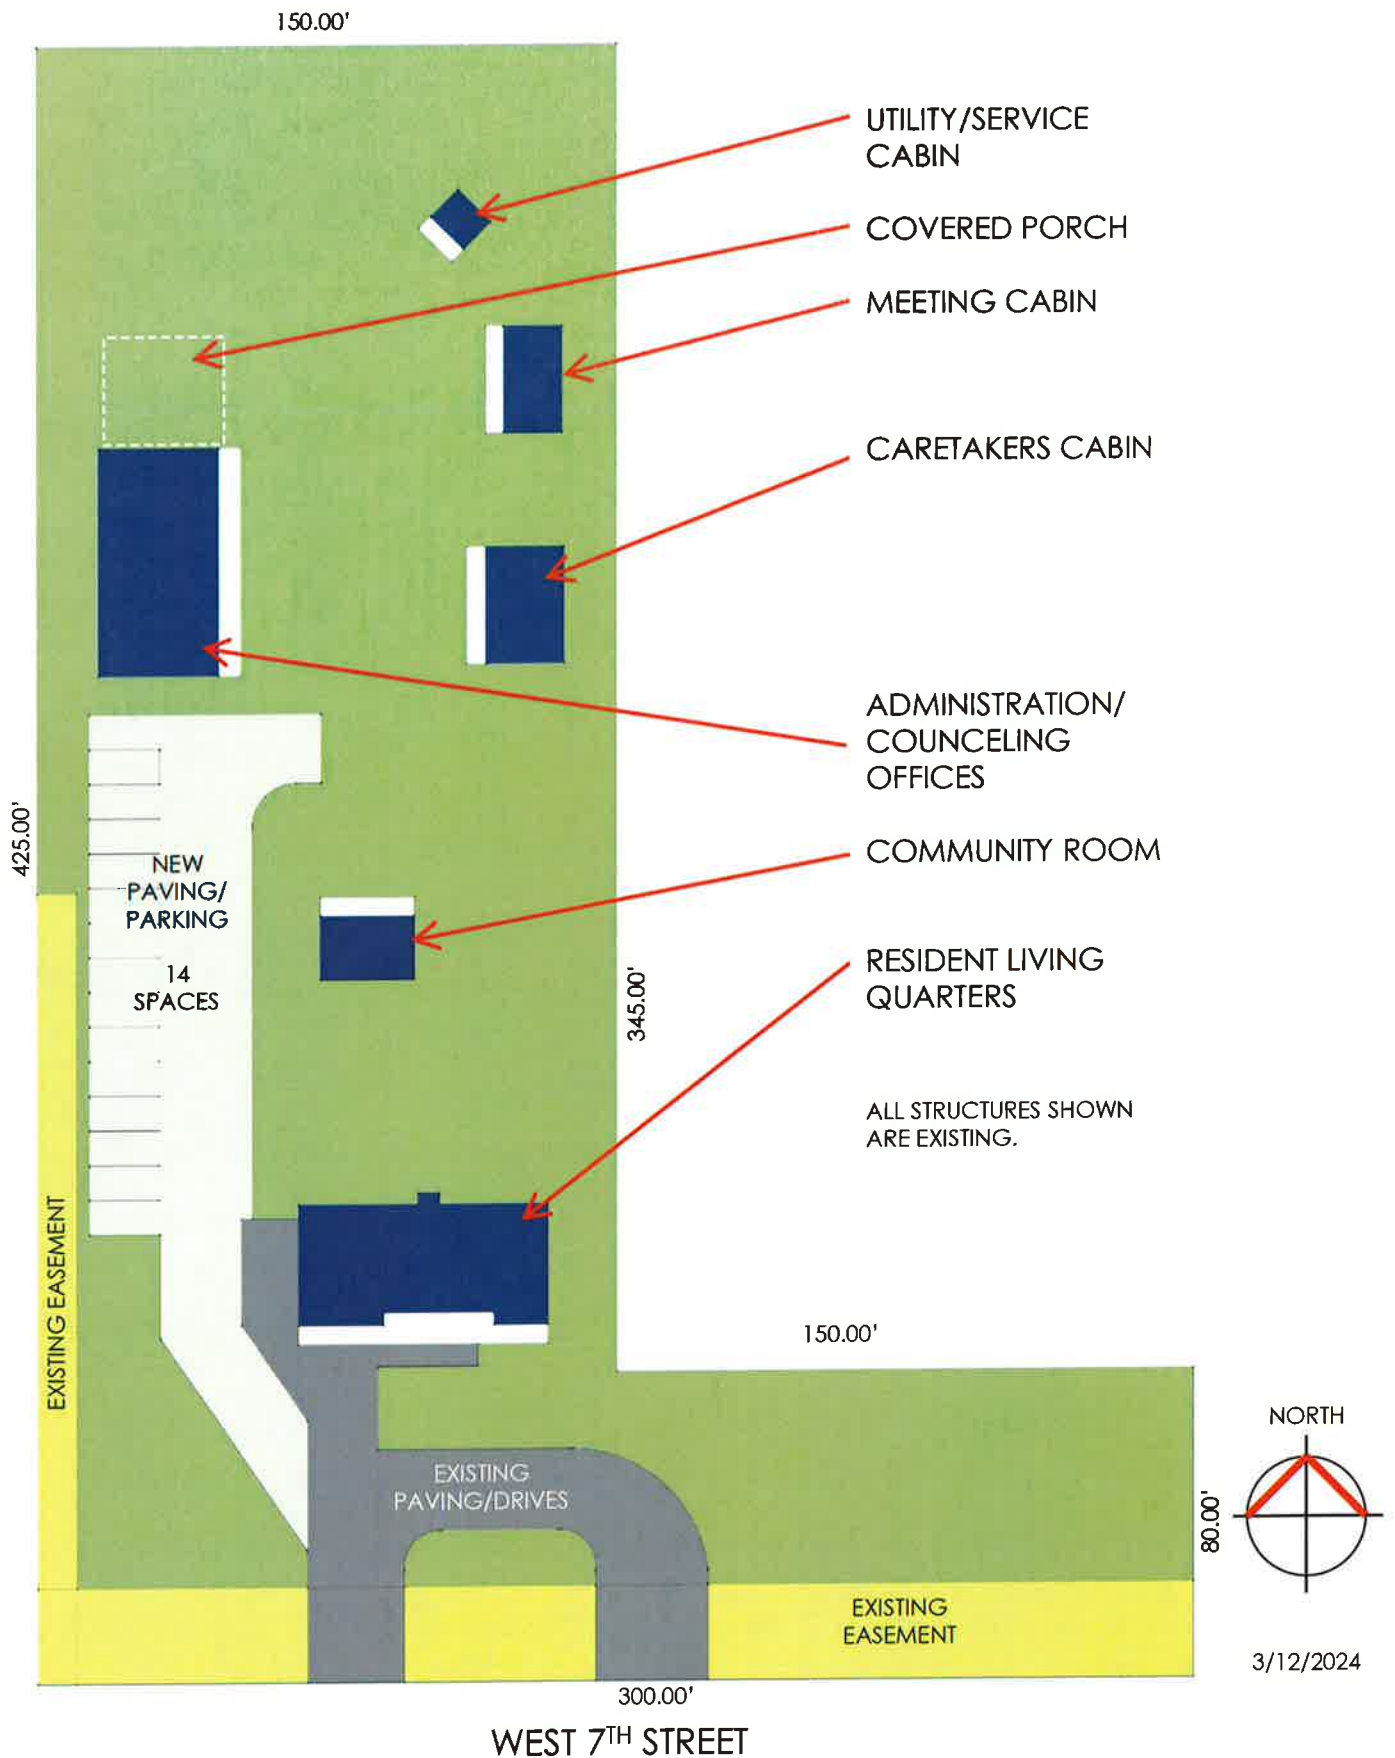 150.00'
UTILITY/SERVICE
CABIN
COVERED PORCH
MEETING CABIN
CARETAKERS CABIN
ADMINISTRATION/
COUNCELING
OFFICES
425.00'
NEW
PAVING/
PARKING
14
SPACES
COMMUNITY ROOM
RESIDENT LIVING
QUARTERS
345.00'
ALL STRUCTURES SHOWN
ARE EXISTING.
EXISTING EASEMENT
150.00'
NORTH
EXISTING
PAVING/DRIVES
80.00'
EXISTING
EASEMENT
3/12/2024
300.00'
WEST 7TH STREET